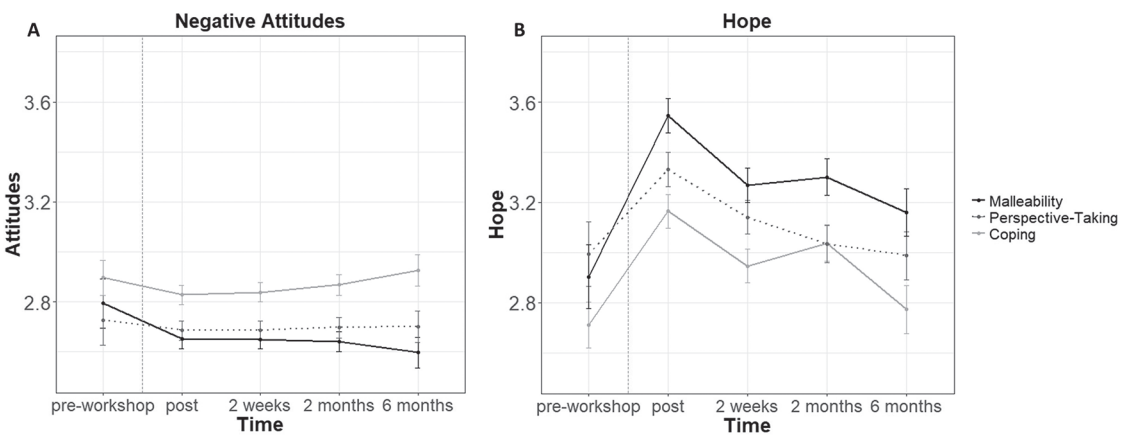 A
Negative Attitudes
Attitudes
3.6
3.2
2.8
pre-workshop post 2 weeks 2 months 6 months
Time
B
Hope
Hope
3.6
3.2
2.8
pre-workshop post 2 weeks 2 months 6 months
Time
Malleability
Perspective-Taking
Coping